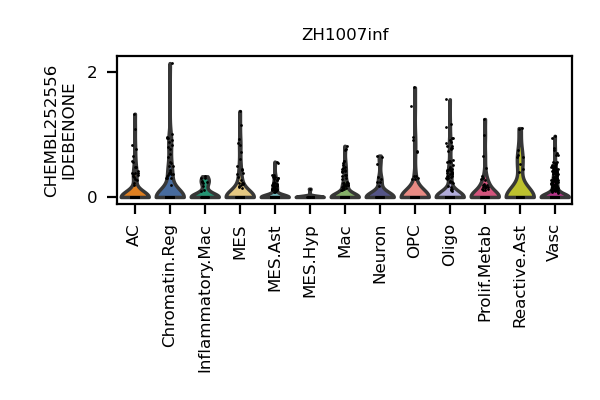 ZH1007inf
CHEMBL252556
IDEBENONE
2
0
AC
Chromatin.Reg
Inflammatory.Mac
MES
MES.Ast
MES.Hyp
Mac
Neuron
OPC
Oligo
Prolif.Metab
Reactive.Ast
Vasc